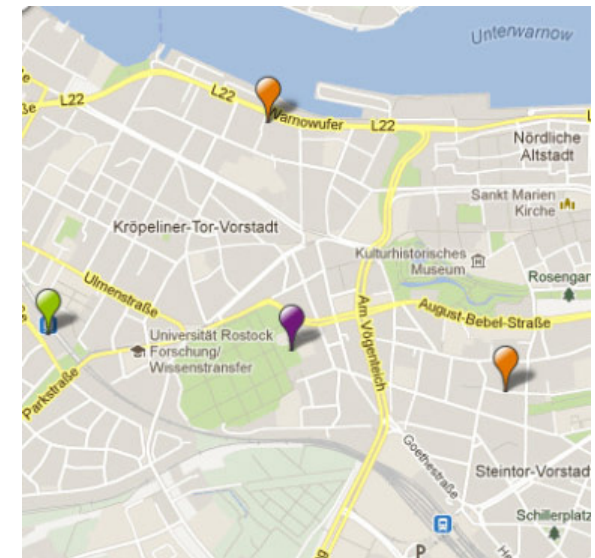 Unterwarnow
L22
L22
Warnowufer
L22
Nördliche
Altstadt
Sankt Marien
Kirche
Kröpeliner-Tor-Vorstadt
Kulturhistorisches
Museum
Rosengar
Ulmenstraße
Am Vögenteich
August-Bebel-Straße
Universität Rostock
Forschung/
Wissenstransfer
Parkstraße
Goethestraße
Steintor-Vorstad
Schillerplatz
P